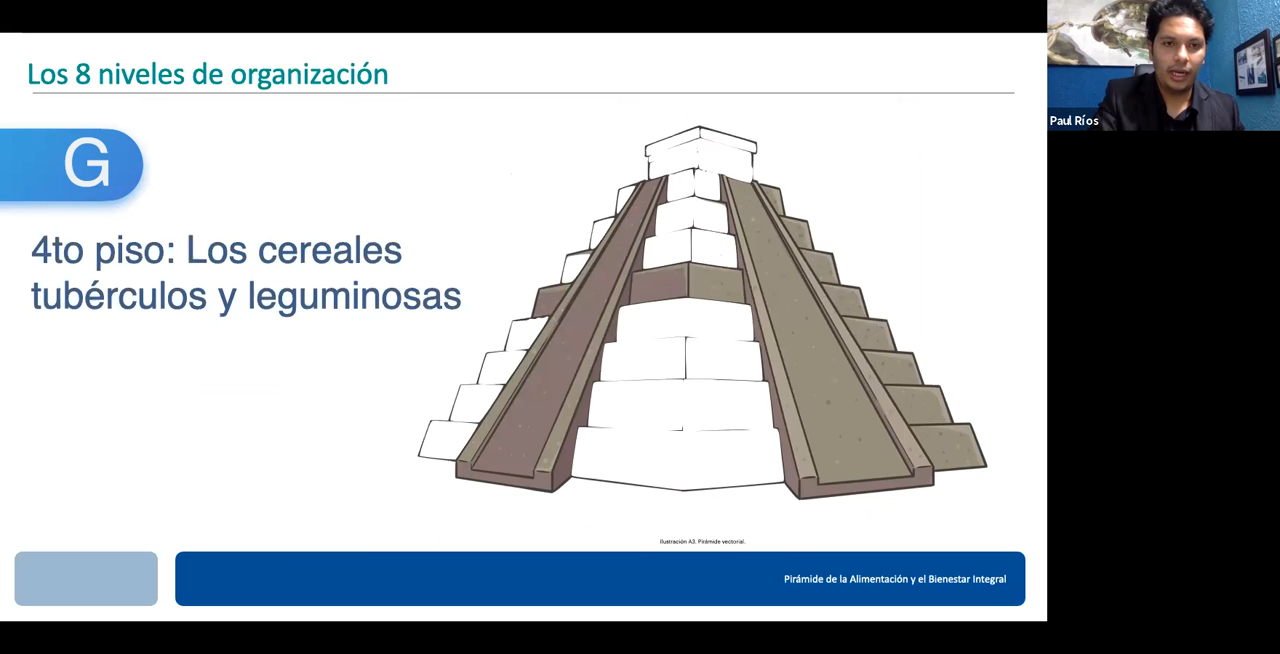 Los 8 niveles de organización
Paul Ríos
G
4to piso: Los cereales
tubérculos y leguminosas
Ilustración A3. Pirámide vectorial.
Pirámide de la Alimentación y el Bienestar Integral